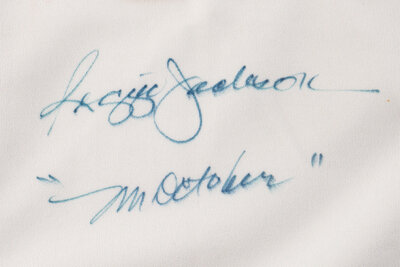 Reggie Jackson
"Mr October"